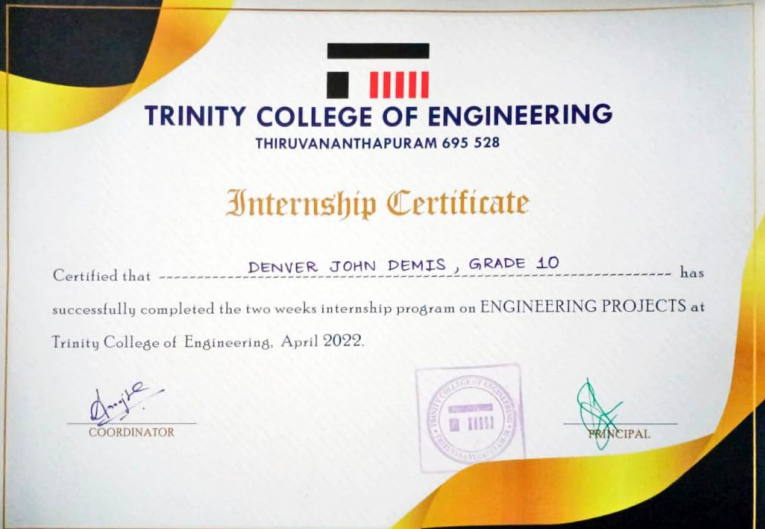 TRINITY COLLEGE OF ENGINEERING
THIRUVANANTHAPURAM 695 528
Internship Certificate
Certified that DENVER JOHN DEMIS, GRADE 10 has
successfully completed the two weeks internship program on ENGINEERING PROJECTS at
Trinity College of Engineering, April 2022.
COORDINATOR
TRINITY COLLEGE OF ENGINEERING
PRINCIPAL